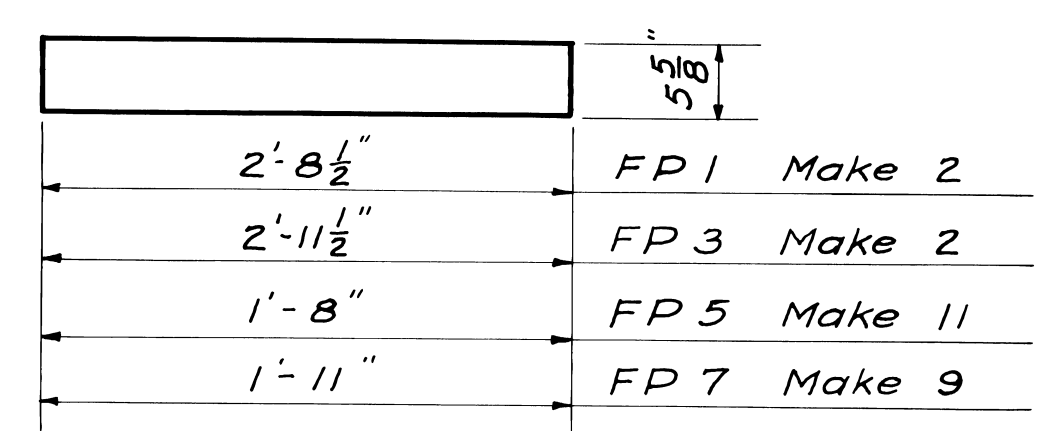 5 5/8"
2'-8 1/2" FP 1 Make 2
2'-11 1/2" FP 3 Make 2
1'-8" FP 5 Make 11
1'-11" FP 7 Make 9